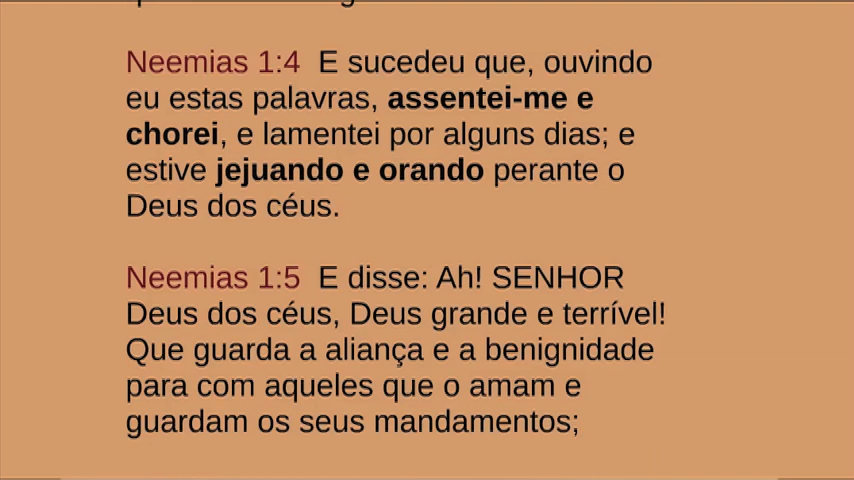 Neemias 1:4 E sucedeu que, ouvindo
eu estas palavras, assentei-me e
chorei, e lamentei por alguns dias; e
estive jejuando e orando perante o
Deus dos céus.
Neemias 1:5 E disse: Ah! SENHOR
Deus dos céus, Deus grande e terrível!
Que guarda a aliança e a benignidade
para com aqueles que o amam e
guardam os seus mandamentos;